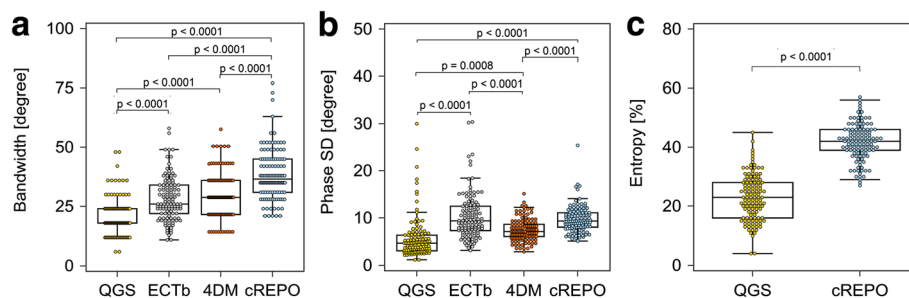 a
Bandwidth [degree]
100
75
50
25
0
p < 0.0001
p < 0.0001
p < 0.0001
p < 0.0001
p < 0.0001
QGS ECTb 4DM cREPO
b
Phase SD [degree]
50
40
30
20
10
0
p < 0.0001
p = 0.0008
p < 0.0001
p < 0.0001
p < 0.0001
QGS ECTb 4DM cREPO
c
Entropy [%]
80
60
40
20
0
p < 0.0001
QGS cREPO